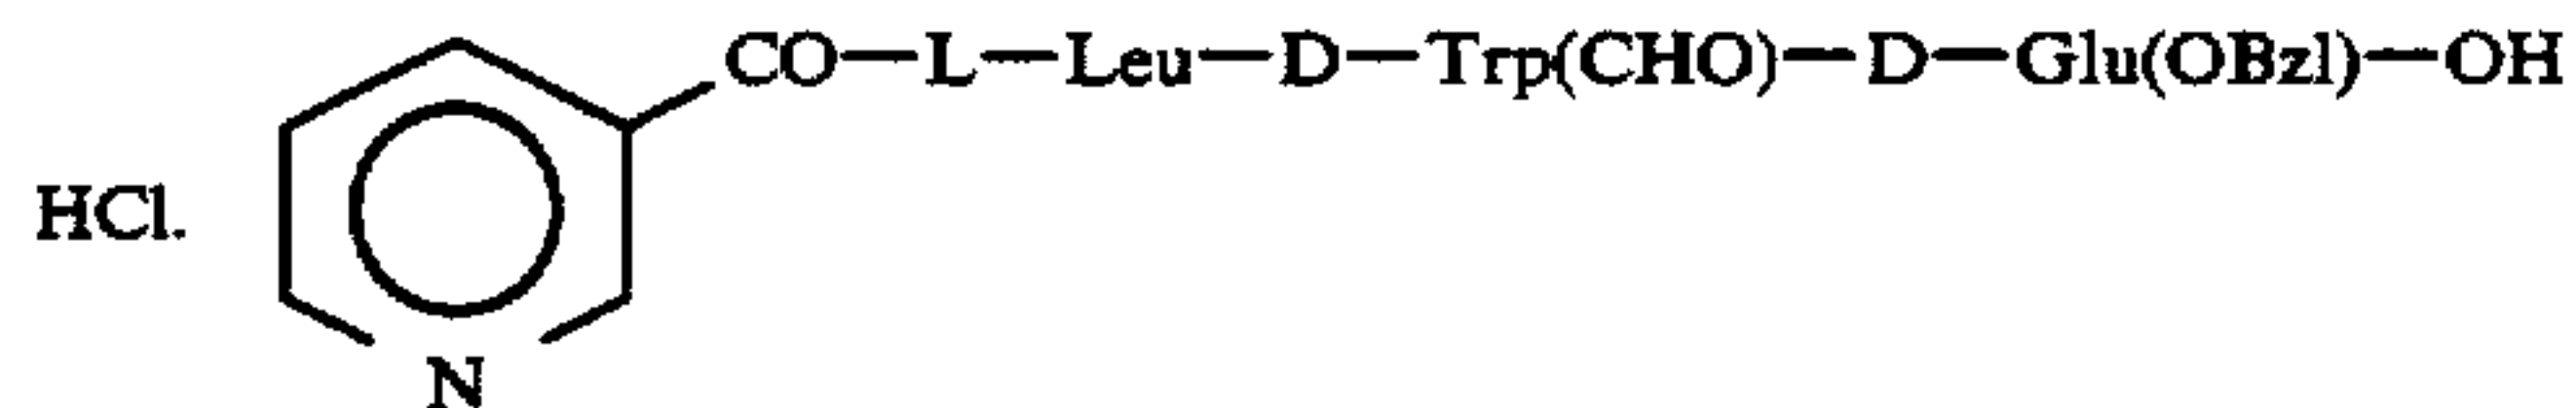 CO—L—Leu—D—Trp(CHO)—D—Glu(OBzl)—OH
HCl.
N